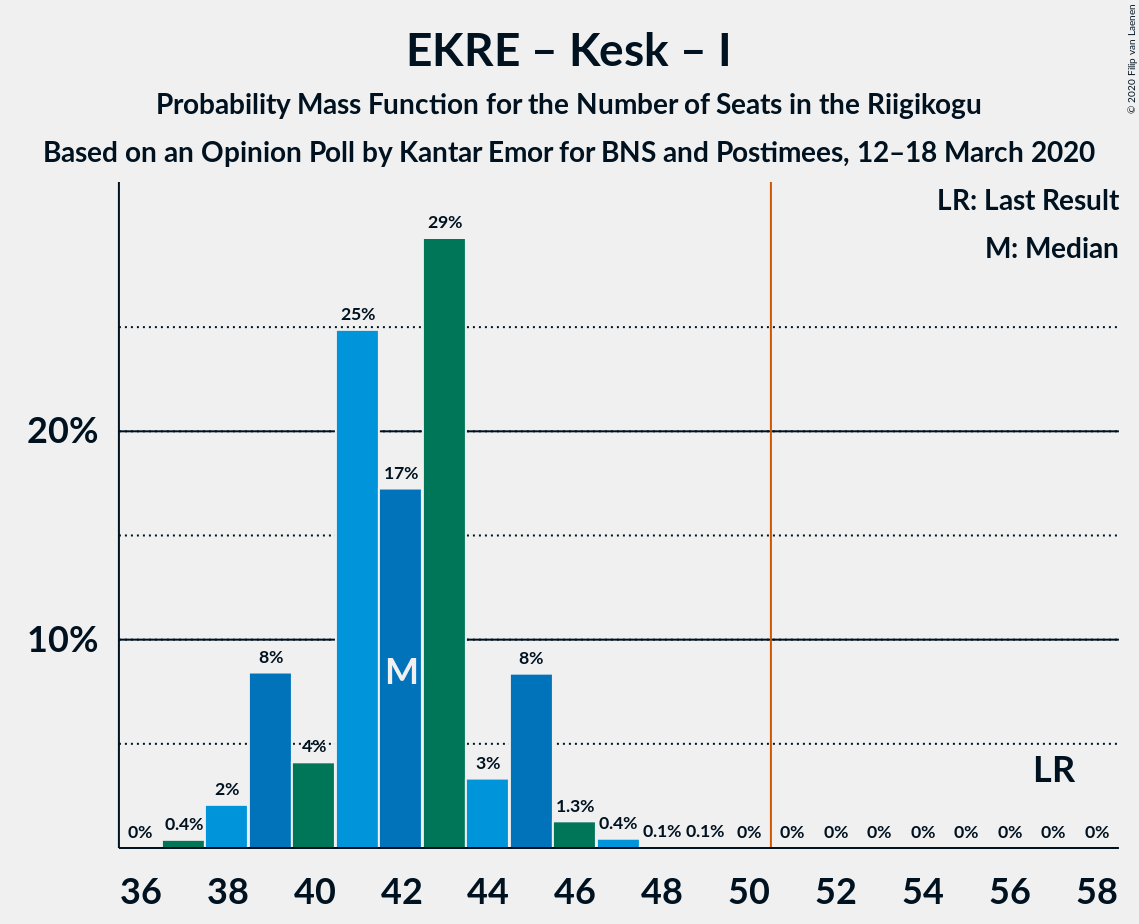 EKRE – Kesk – I
Probability Mass Function for the Number of Seats in the Riigikogu
Based on an Opinion Poll by Kantar Emor for BNS and Postimees, 12–18 March 2020
© 2020 Filip van Laenen
LR: Last Result
M: Median
29%
25%
20%
17%
10%
8%
8%
M
4%
3%
LR
2%
1.3%
0% 0.4% 0.4% 0.1% 0.1% 0% 0% 0% 0% 0% 0% 0% 0% 0%
36 38 40 42 44 46 48 50 52 54 56 58